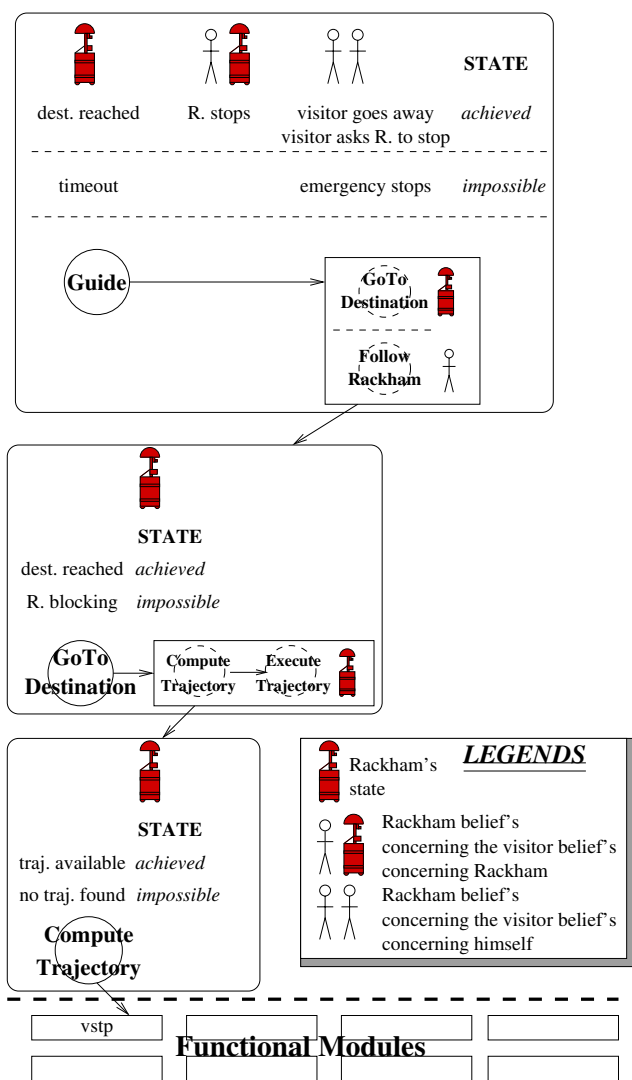 STATE
dest. reached R. stops visitor goes away achieved
visitor asks R. to stop
timeout emergency stops impossible
Guide
GoTo
Destination
Follow
Rackham
STATE
dest. reached achieved
R. blocking impossible
GoTo
Destination
Compute
Trajectory
Execute
Trajectory
STATE
traj. available achieved
no traj. found impossible
Compute
Trajectory
LEGENDS
Rackham's
state
Rackham belief's
concerning the visitor belief's
concerning Rackham
Rackham belief's
concerning the visitor belief's
concerning himself
vstp
Functional Modules